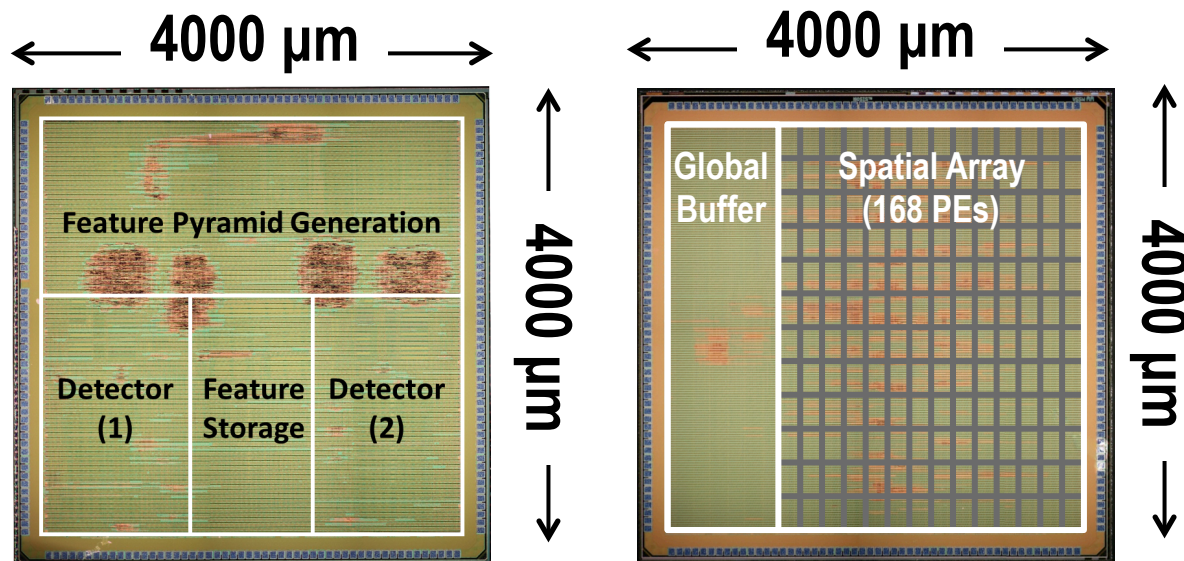 4000 µm
4000 µm
Feature Pyramid Generation
Detector
(1)
Feature
Storage
Detector
(2)
4000 µm
Global
Buffer
Spatial Array
(168 PEs)
4000 µm